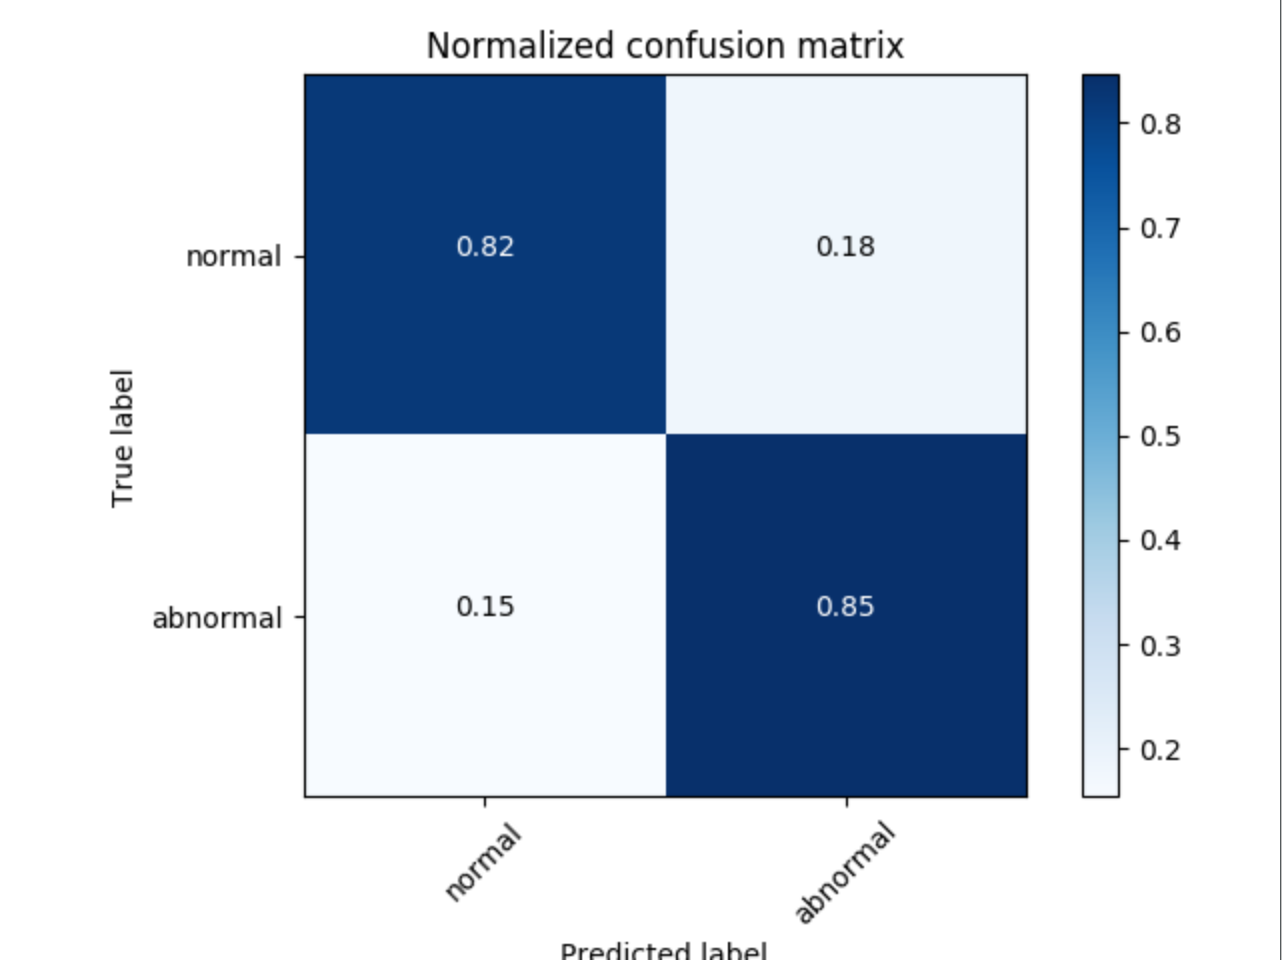 Normalized confusion matrix
0.8
0.7
0.6
0.5
0.4
0.3
0.2
normal
0.82
0.18
True label
abnormal
0.15
0.85
normal
abnormal
Predicted label